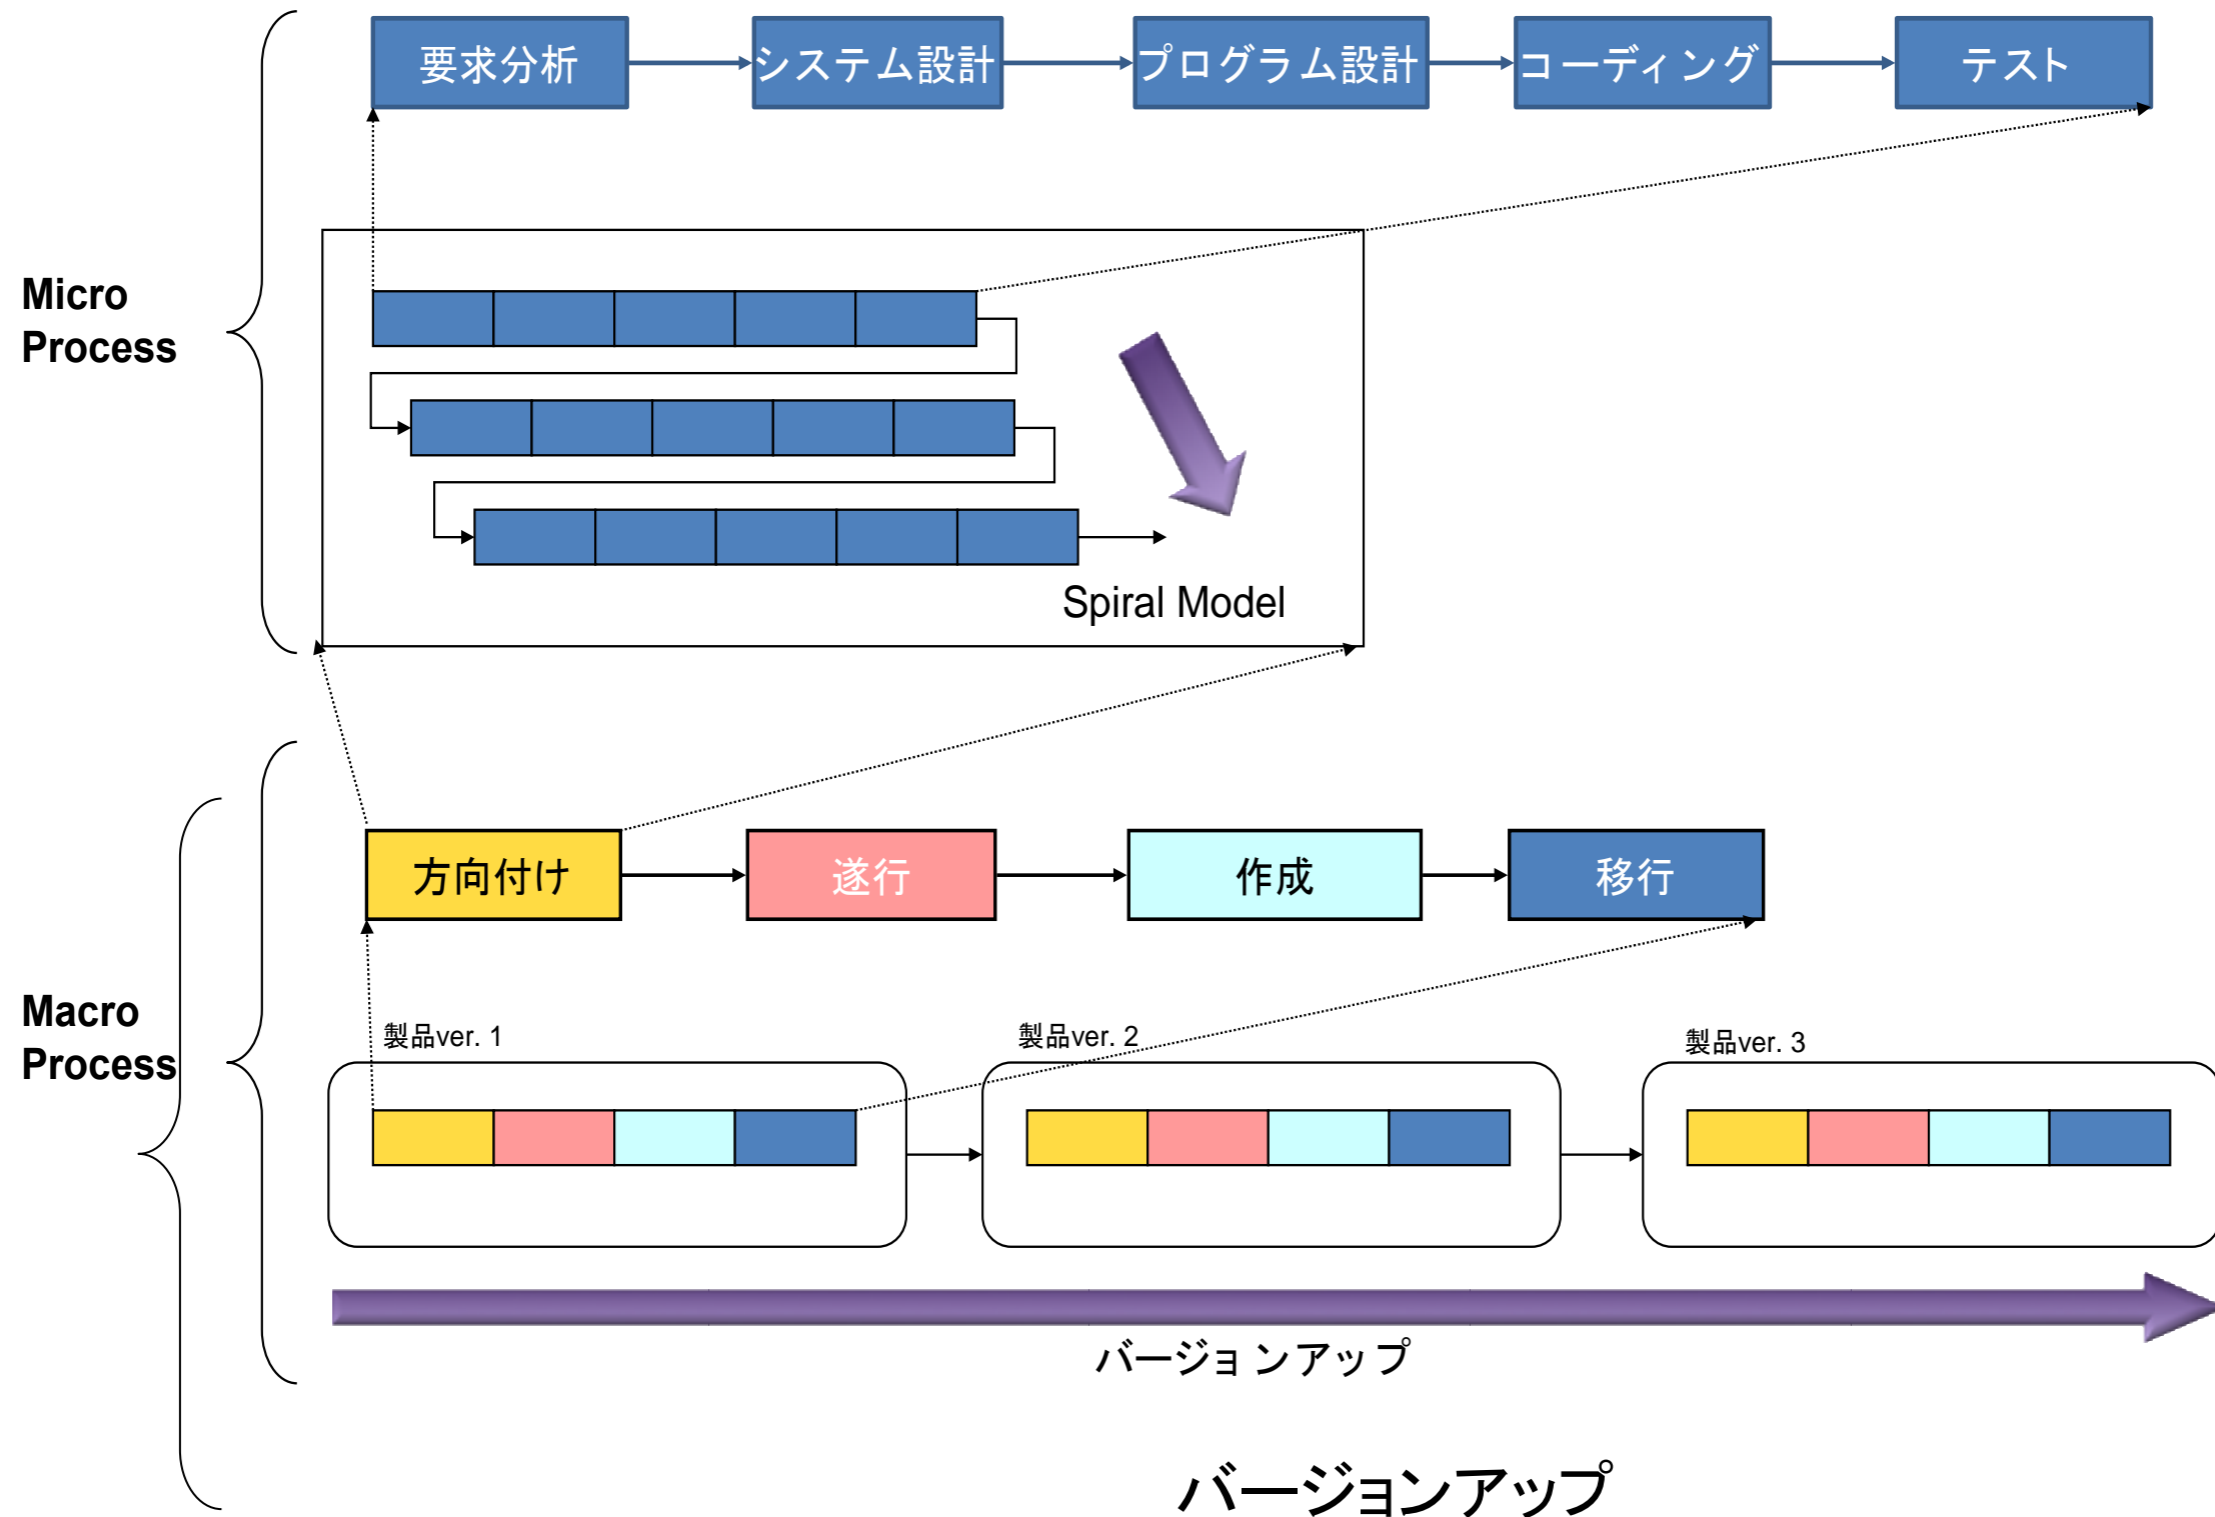 要求分析
システム設計
プログラム設計
コーディング
テスト
Micro
Process
Spiral Model
方向付け
遂行
作成
移行
Macro
Process
製品ver. 1
製品ver. 2
製品ver. 3
バージョンアップ
バージョンアップ